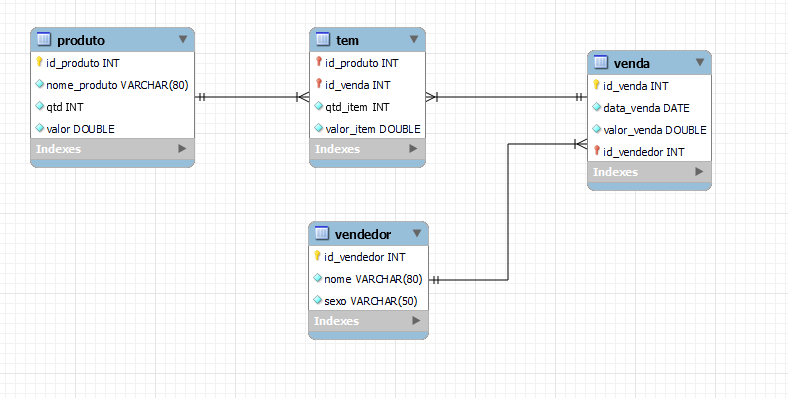 produto
id_produto INT
nome_produto VARCHAR(80)
qtd INT
valor DOUBLE
Indexes
tem
id_produto INT
id_venda INT
qtd_item INT
valor_item DOUBLE
Indexes
venda
id_venda INT
data_venda DATE
valor_venda DOUBLE
id_vendedor INT
Indexes
vendedor
id_vendedor INT
nome VARCHAR(80)
sexo VARCHAR(50)
Indexes